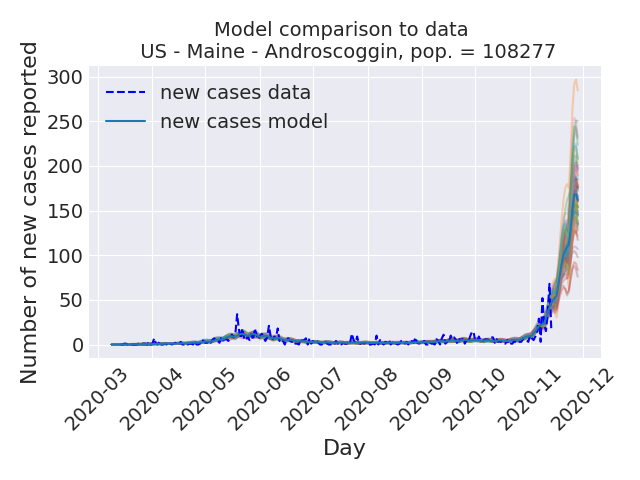 Model comparison to data
US - Maine - Androscoggin, pop. = 108277
Number of new cases reported
300
250
200
150
100
50
0
new cases data
new cases model
2020-03
2020-04
2020-05
2020-06
2020-07
2020-08
2020-09
2020-10
2020-11
2020-12
Day